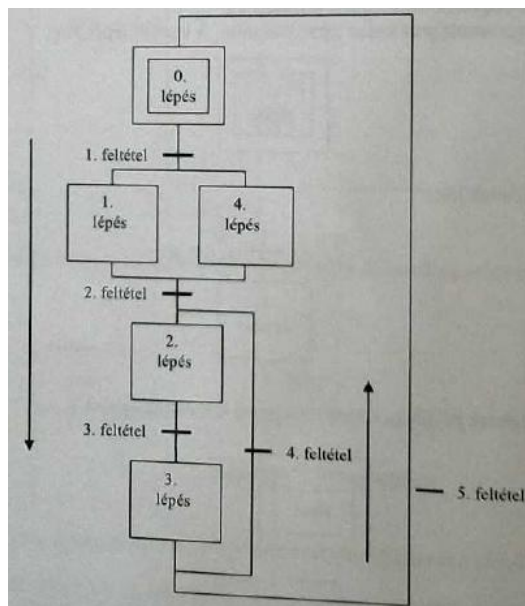 0.
lépés
1. feltétel
1.
lépés
4.
lépés
2. feltétel
2.
lépés
3. feltétel
4. feltétel
3.
lépés
5. feltétel